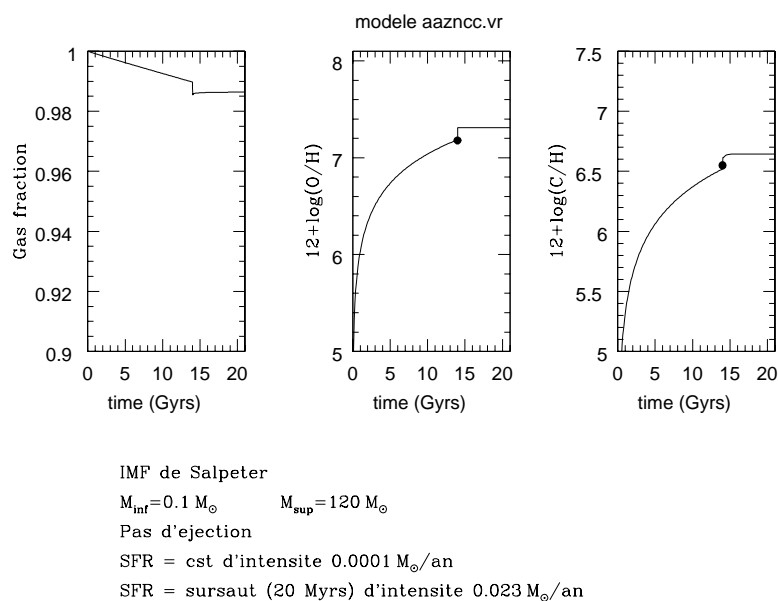 modele aazncc.vr
Gas fraction
1
0.98
0.96
0.94
0.92
0.9
0 5 10 15 20
time (Gyrs)
12+log(O/H)
8
7
6
5
0 5 10 15 20
time (Gyrs)
12+log(C/H)
7.5
7
6.5
6
5.5
5
0 5 10 15 20
time (Gyrs)
IMF de Salpeter
M_inf=0.1 M_⊙ M_sup=120 M_⊙
Pas d'ejection
SFR = cst d'intensite 0.0001 M_⊙/an
SFR = sursaut (20 Myrs) d'intensite 0.023 M_⊙/an